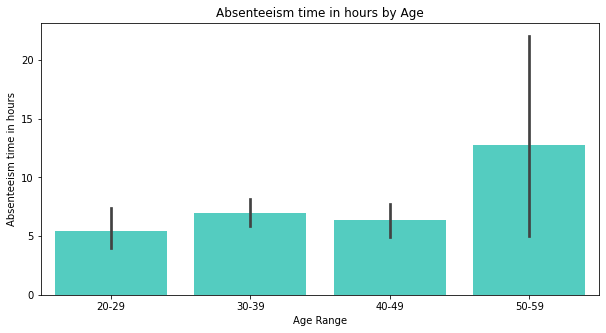 Absenteeism time in hours by Age
Absenteeism time in hours
20
15
10
5
0
20-29 30-39 40-49 50-59
Age Range